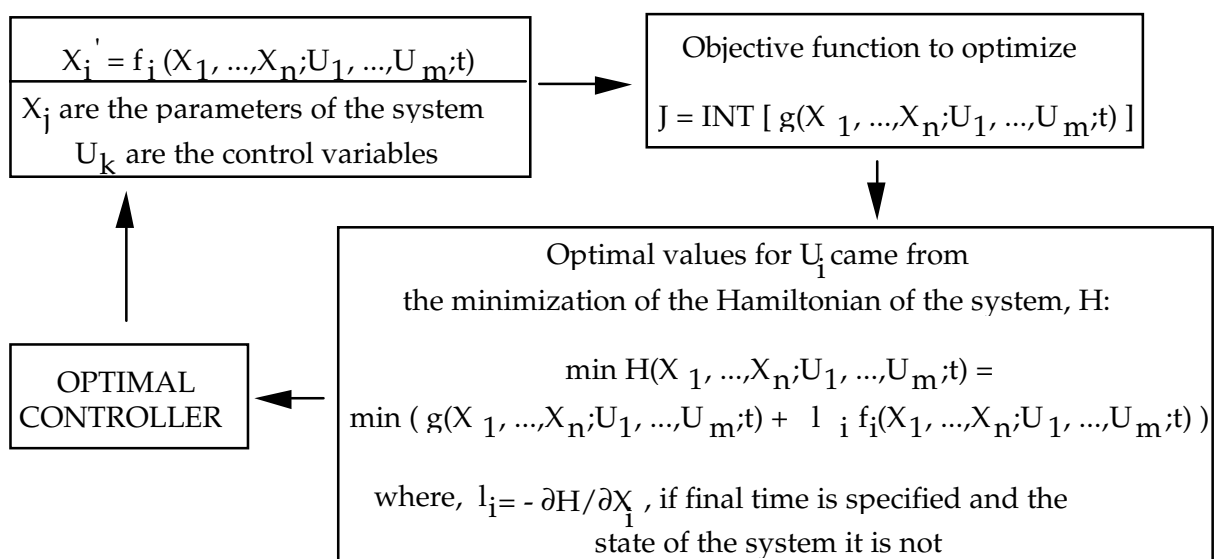 X_i' = f_i (X_1, ...,X_n;U_1, ...,U_m;t)
X_j are the parameters of the system
U_k are the control variables
Objective function to optimize
J = INT [ g(X_1, ...,X_n;U_1, ...,U_m;t) ]
Optimal values for U_i came from
the minimization of the Hamiltonian of the system, H:
min H(X_1, ...,X_n;U_1, ...,U_m;t) =
min ( g(X_1, ...,X_n;U_1, ...,U_m;t) + l_i f_i(X_1, ...,X_n;U_1, ...,U_m;t) )
where, l_i = - ∂H/∂X_i , if final time is specified and the
state of the system it is not
OPTIMAL
CONTROLLER